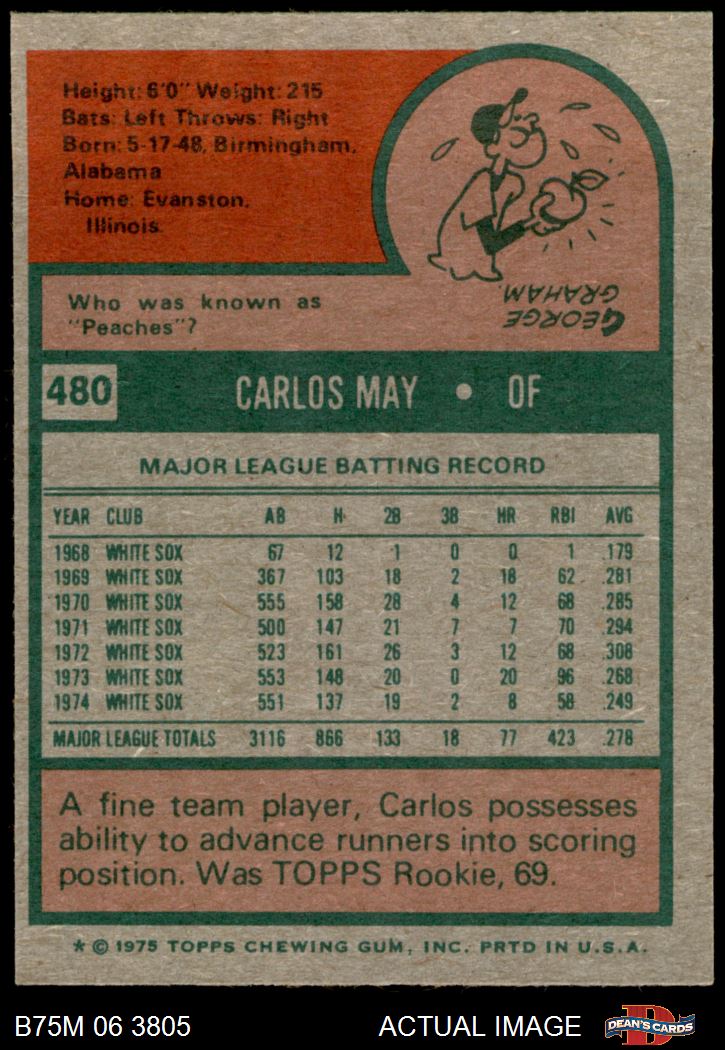 Height: 6'0" Weight: 215
Bats: Left Throws: Right
Born: 5-17-48, Birmingham,
Alabama
Home: Evanston,
Illinois
Who was known as
"Peaches"?
GEORGE
GRAHAM
480 CARLOS MAY • OF
MAJOR LEAGUE BATTING RECORD
YEAR CLUB AB H 2B 3B HR RBI AVG
1968 WHITE SOX 67 12 1 0 0 1 .179
1969 WHITE SOX 367 103 18 2 18 62 .281
1970 WHITE SOX 555 158 28 4 12 68 .285
1971 WHITE SOX 500 147 21 7 7 70 .294
1972 WHITE SOX 523 161 26 3 12 68 .308
1973 WHITE SOX 553 148 20 0 20 96 .268
1974 WHITE SOX 551 137 19 2 8 58 .249
MAJOR LEAGUE TOTALS 3116 866 133 18 77 423 .278
A fine team player, Carlos possesses
ability to advance runners into scoring
position. Was TOPPS Rookie, 69.
* © 1975 TOPPS CHEWING GUM, INC. PRTD IN U.S.A.
B75M 06 3805 ACTUAL IMAGE D DEAN'S CARDS